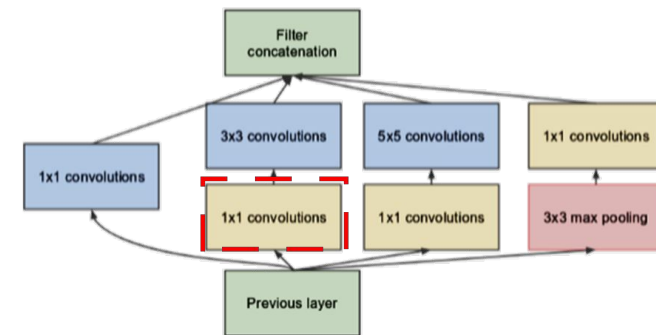 Filter
concatenation
3x3 convolutions
5x5 convolutions
1x1 convolutions
1x1 convolutions
1x1 convolutions
1x1 convolutions
3x3 max pooling
Previous layer